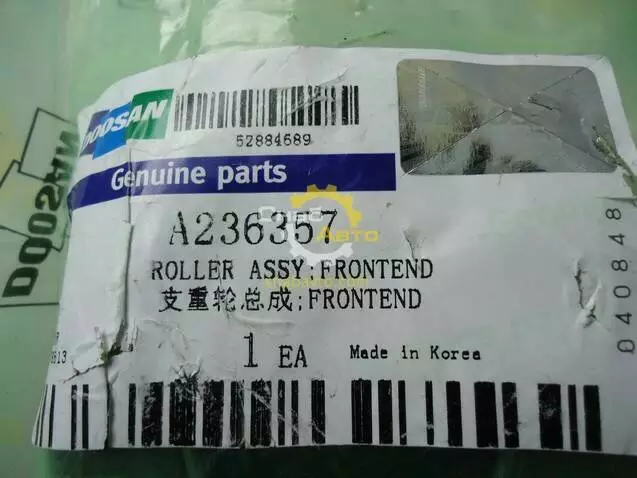 DOOSAN
52884689
Genuine parts
A236357
ROLLER ASSY;FRONTEND
支重轮总成;FRONTEND
1 EA
Made in Korea
040848
DOOSAN